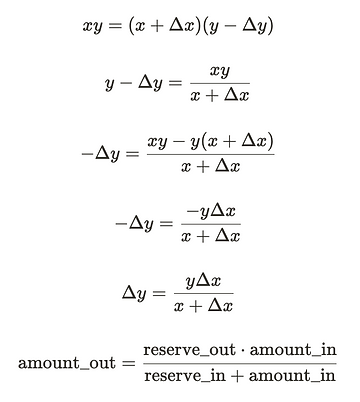 xy = (x + Δx)(y − Δy)
y − Δy = xy / (x + Δx)
−Δy = (xy − y(x + Δx)) / (x + Δx)
−Δy = −yΔx / (x + Δx)
Δy = yΔx / (x + Δx)
amount_out = (reserve_out · amount_in) / (reserve_in + amount_in)